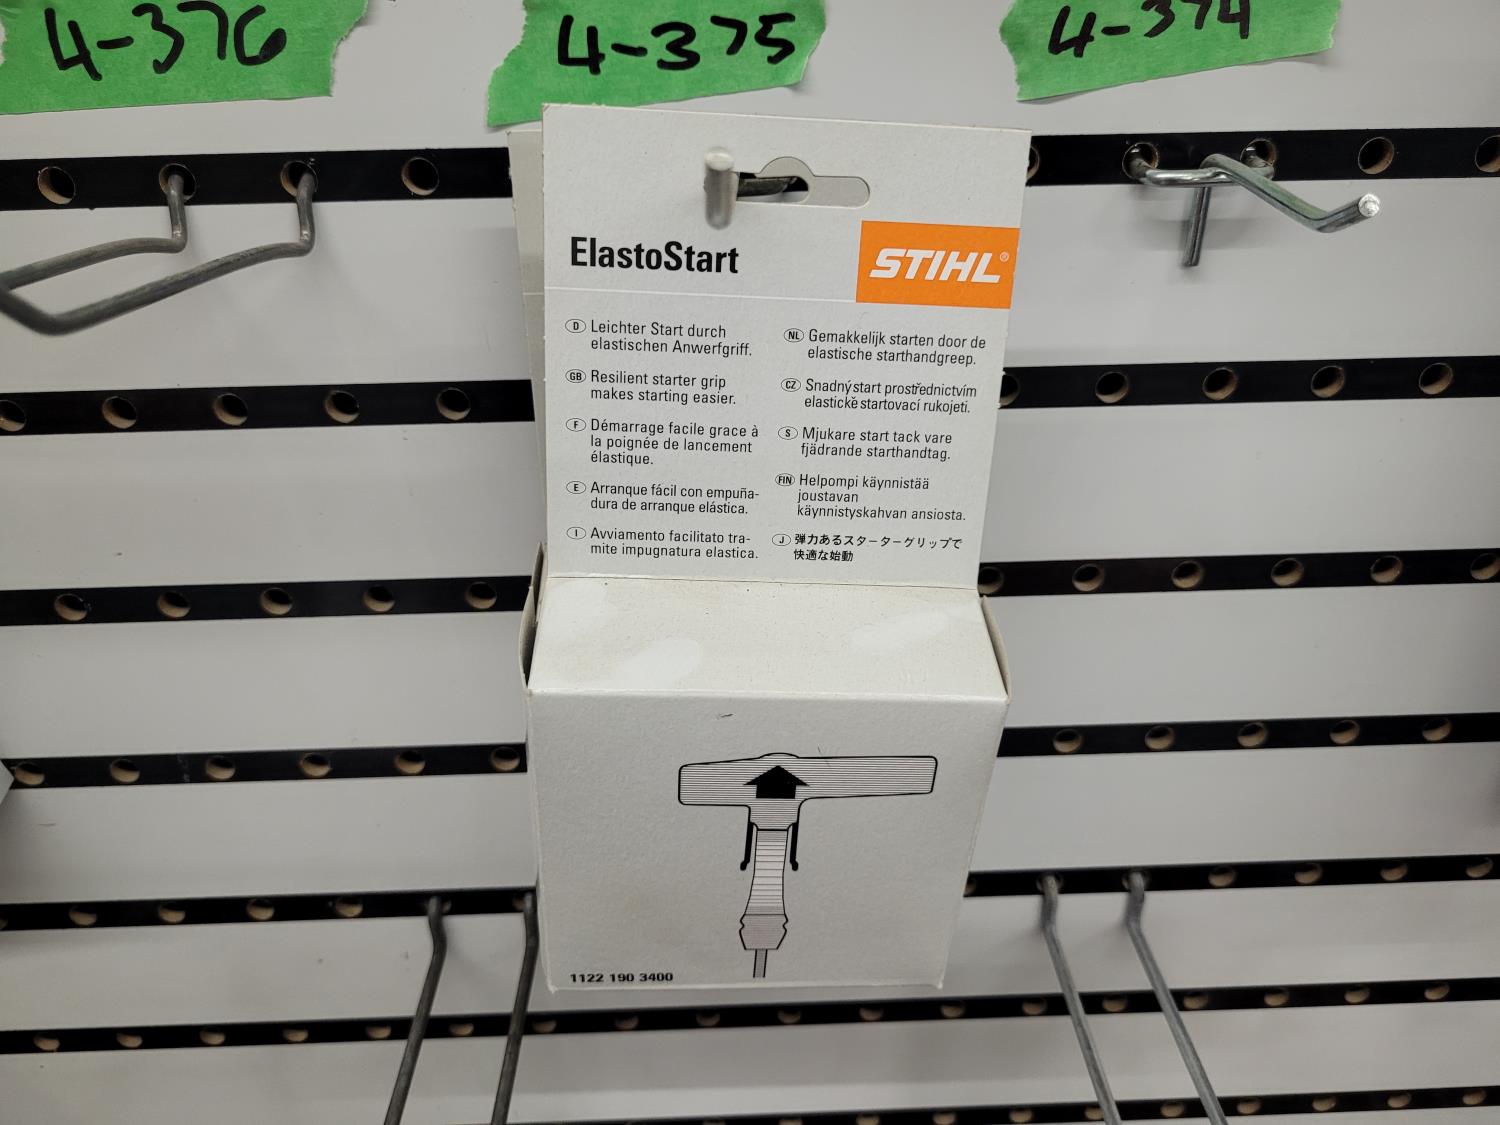 4-376
4-375
4-374
ElastoStart
STIHL®
D Leichter Start durch
elastischen Anwerfgriff.
GB Resilient starter grip
makes starting easier.
F Démarrage facile grace à
la poignée de lancement
élastique.
E Arranque fácil con empuña-
dura de arranque elástica.
I Avviamento facilitato tra-
mite impugnatura elastica.
NL Gemakkelijk starten door de
elastische starthandgreep.
CZ Snadný start prostřednictvím
elastické startovací rukojeti.
S Mjukare start tack vare
fjädrande starthandtag.
FIN Helpompi käynnistää
joustavan
käynnistyskahvan ansiosta.
J 弾力あるスターターグリップで
快適な始動
1122 190 3400